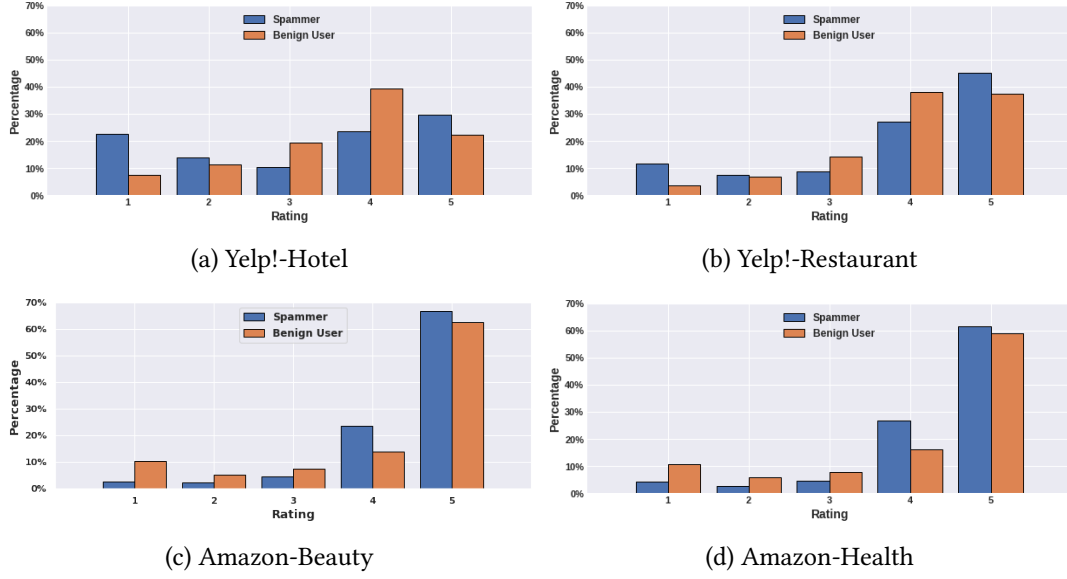 70%
60%
50%
40%
30%
20%
10%
0%
Percentage
Spammer
Benign User
1 2 3 4 5
Rating
(a) Yelp!-Hotel
70%
60%
50%
40%
30%
20%
10%
0%
Percentage
Spammer
Benign User
1 2 3 4 5
Rating
(b) Yelp!-Restaurant
70%
60%
50%
40%
30%
20%
10%
0%
Percentage
Spammer
Benign User
1 2 3 4 5
Rating
(c) Amazon-Beauty
70%
60%
50%
40%
30%
20%
10%
0%
Percentage
Spammer
Benign User
1 2 3 4 5
Rating
(d) Amazon-Health